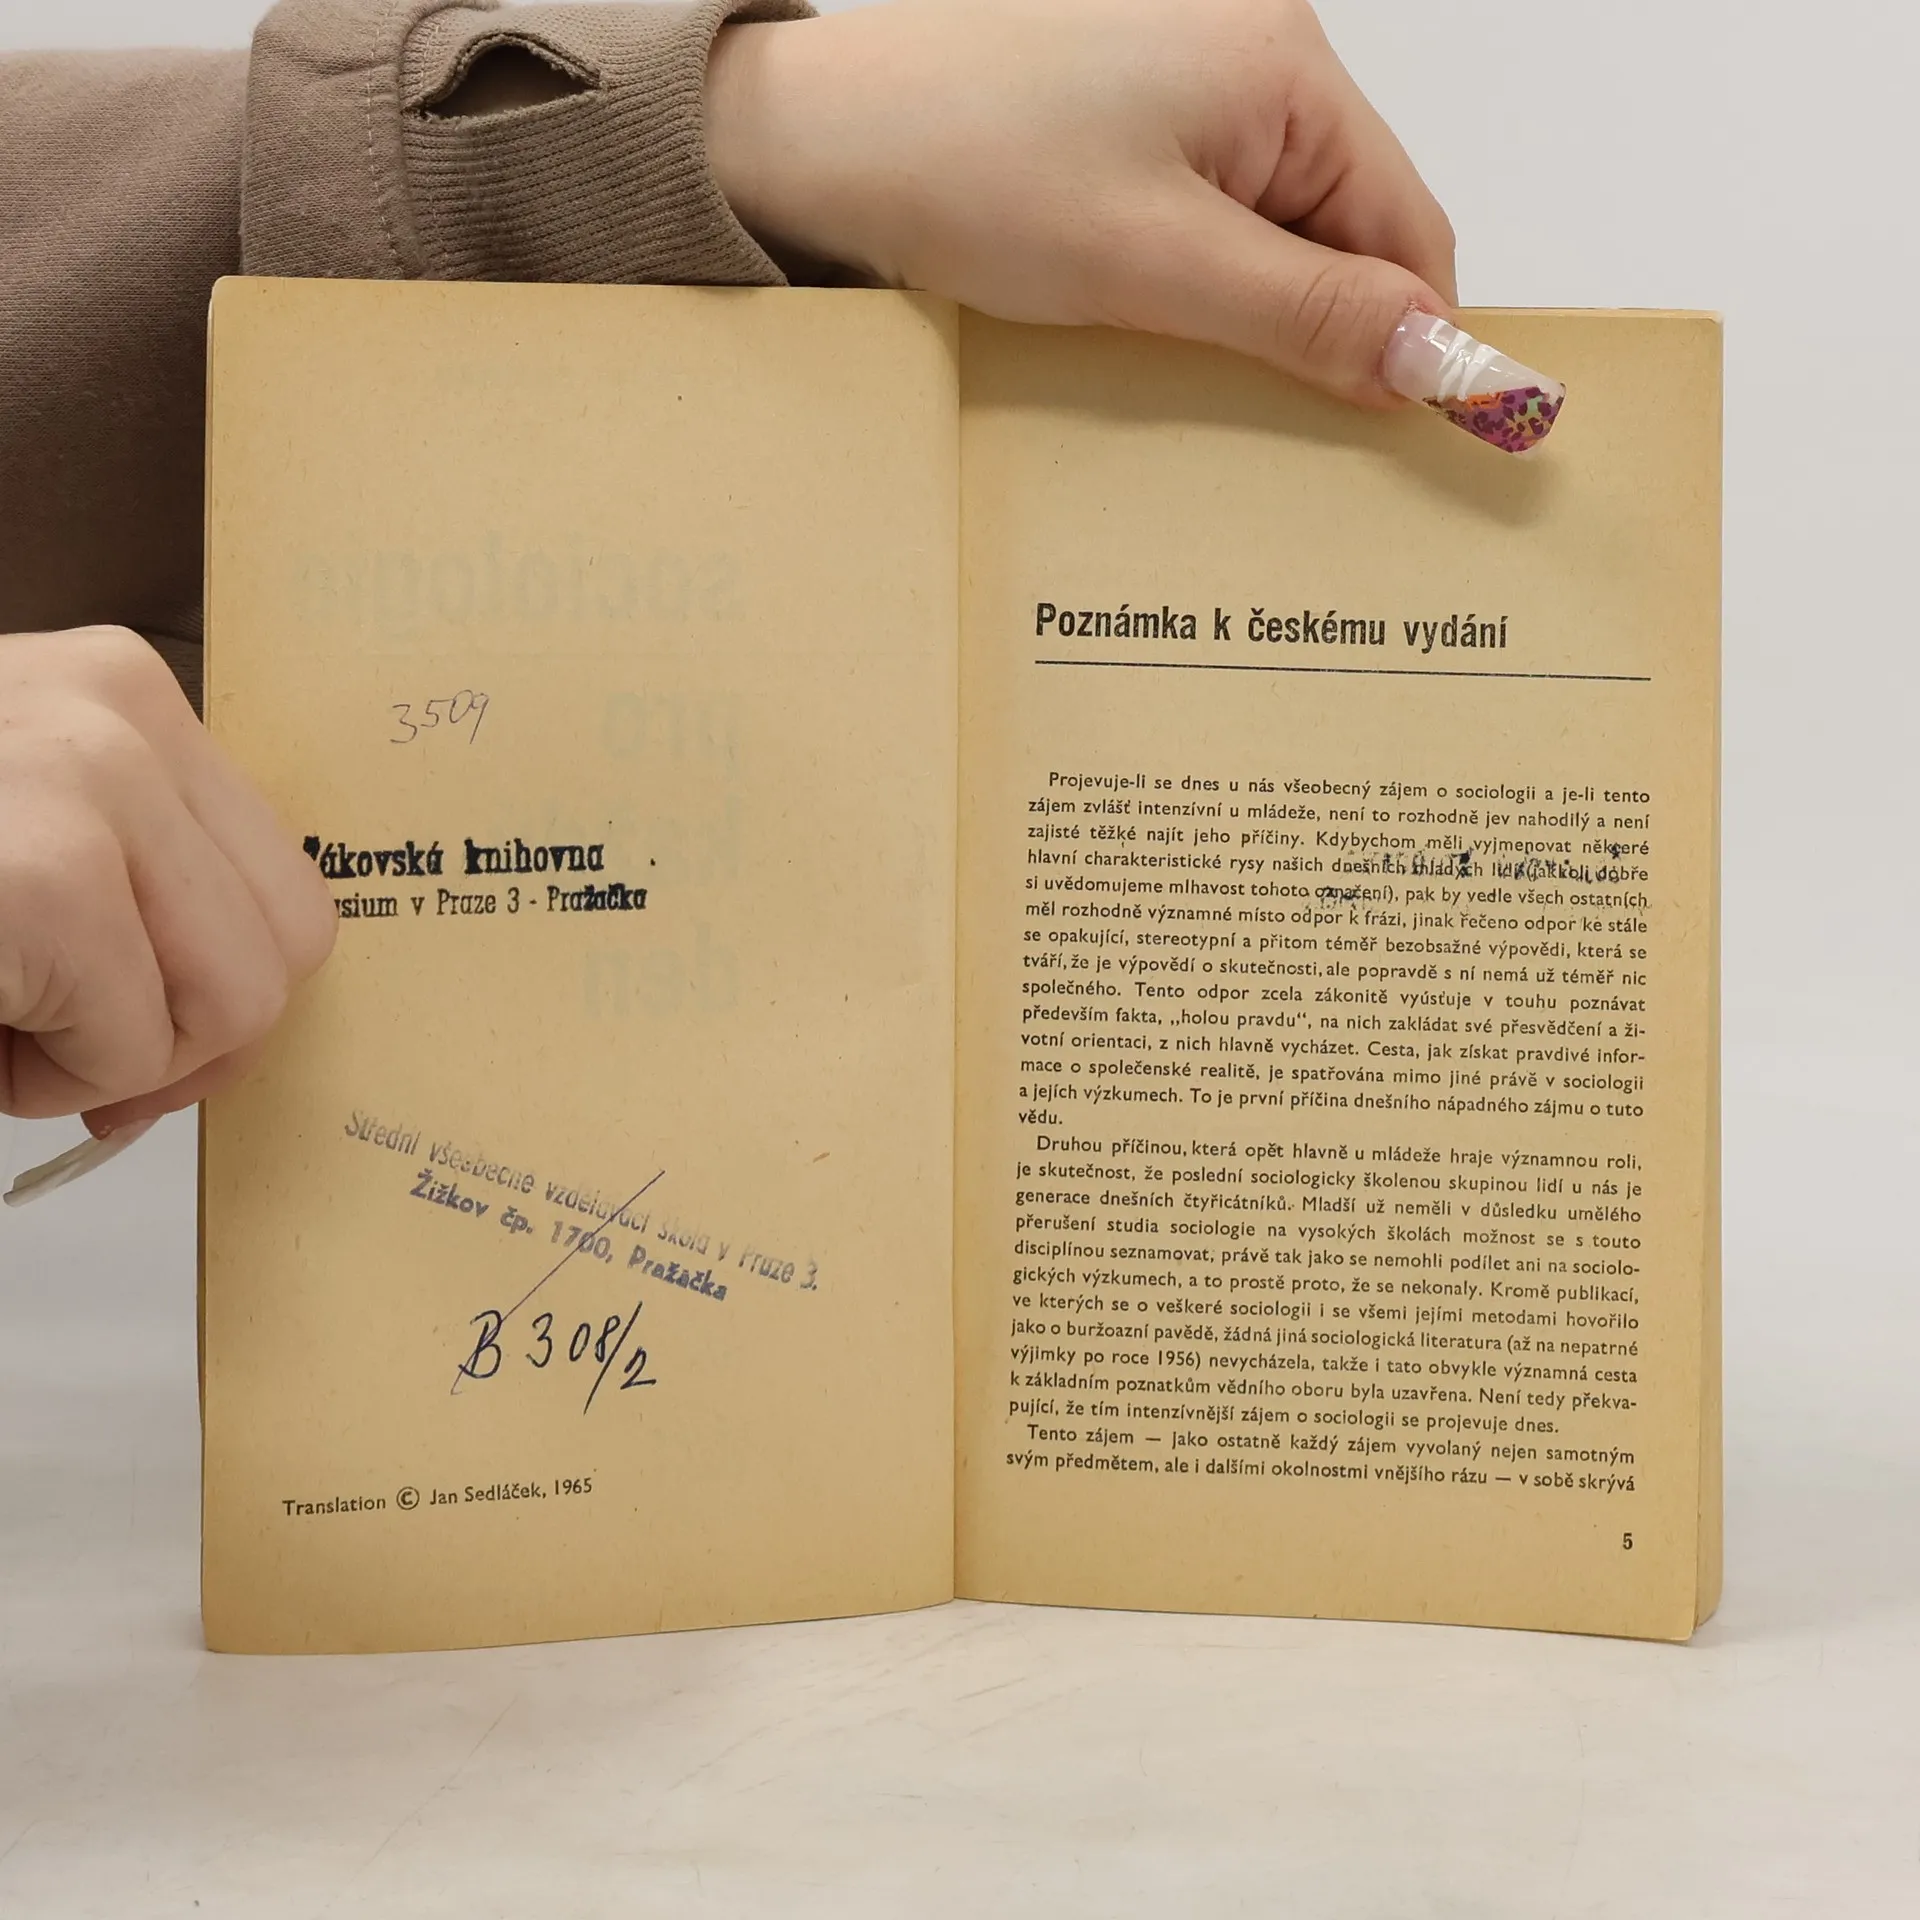 3509
ákovská knihovna
sium v Praze 3 - Pražačka
Střední všeobecně vzdělávací škola v Praze 3.
Žižkov čp. 1700, Pražačka
B 308/2
Translation © Jan Sedláček, 1965
Poznámka k českému vydání
Projevuje-li se dnes u nás všeobecný zájem o sociologii a je-li tento
zájem zvlášť intenzívní u mládeže, není to rozhodně jev nahodilý a není
zajisté těžké najít jeho příčiny. Kdybychom měli vyjmenovat některé
hlavní charakteristické rysy našich dnešních mladých lidí (jakkoli dobře
si uvědomujeme mlhavost tohoto označení), pak by vedle všech ostatních
měl rozhodně významné místo odpor k frázi, jinak řečeno odpor ke stále
se opakující, stereotypní a přitom téměř bezobsažné výpovědi, která se
tváří, že je výpovědí o skutečnosti, ale popravdě s ní nemá už téměř nic
společného. Tento odpor zcela zákonitě vyúsťuje v touhu poznávat
především fakta, „holou pravdu“, na nich zakládat své přesvědčení a ži-
votní orientaci, z nich hlavně vycházet. Cesta, jak získat pravdivé infor-
mace o společenské realitě, je spatřována mimo jiné právě v sociologii
a jejích výzkumech. To je první příčina dnešního nápadného zájmu o tuto
vědu.
Druhou příčinou, která opět hlavně u mládeže hraje významnou roli,
je skutečnost, že poslední sociologicky školenou skupinou lidí u nás je
generace dnešních čtyřicátníků. Mladší už neměli v důsledku umělého
přerušení studia sociologie na vysokých školách možnost se s touto
disciplínou seznamovat, právě tak jako se nemohli podílet ani na sociolo-
gických výzkumech, a to prostě proto, že se nekonaly. Kromě publikací,
ve kterých se o veškeré sociologii i se všemi jejími metodami hovořilo
jako o buržoazní pavědě, žádná jiná sociologická literatura (až na nepatrné
výjimky po roce 1956) nevycházela, takže i tato obvykle významná cesta
k základním poznatkům vědního oboru byla uzavřena. Není tedy překva-
pující, že tím intenzívnější zájem o sociologii se projevuje dnes.
Tento zájem — jako ostatně každý zájem vyvolaný nejen samotným
svým předmětem, ale i dalšími okolnostmi vnějšího rázu — v sobě skrývá
5